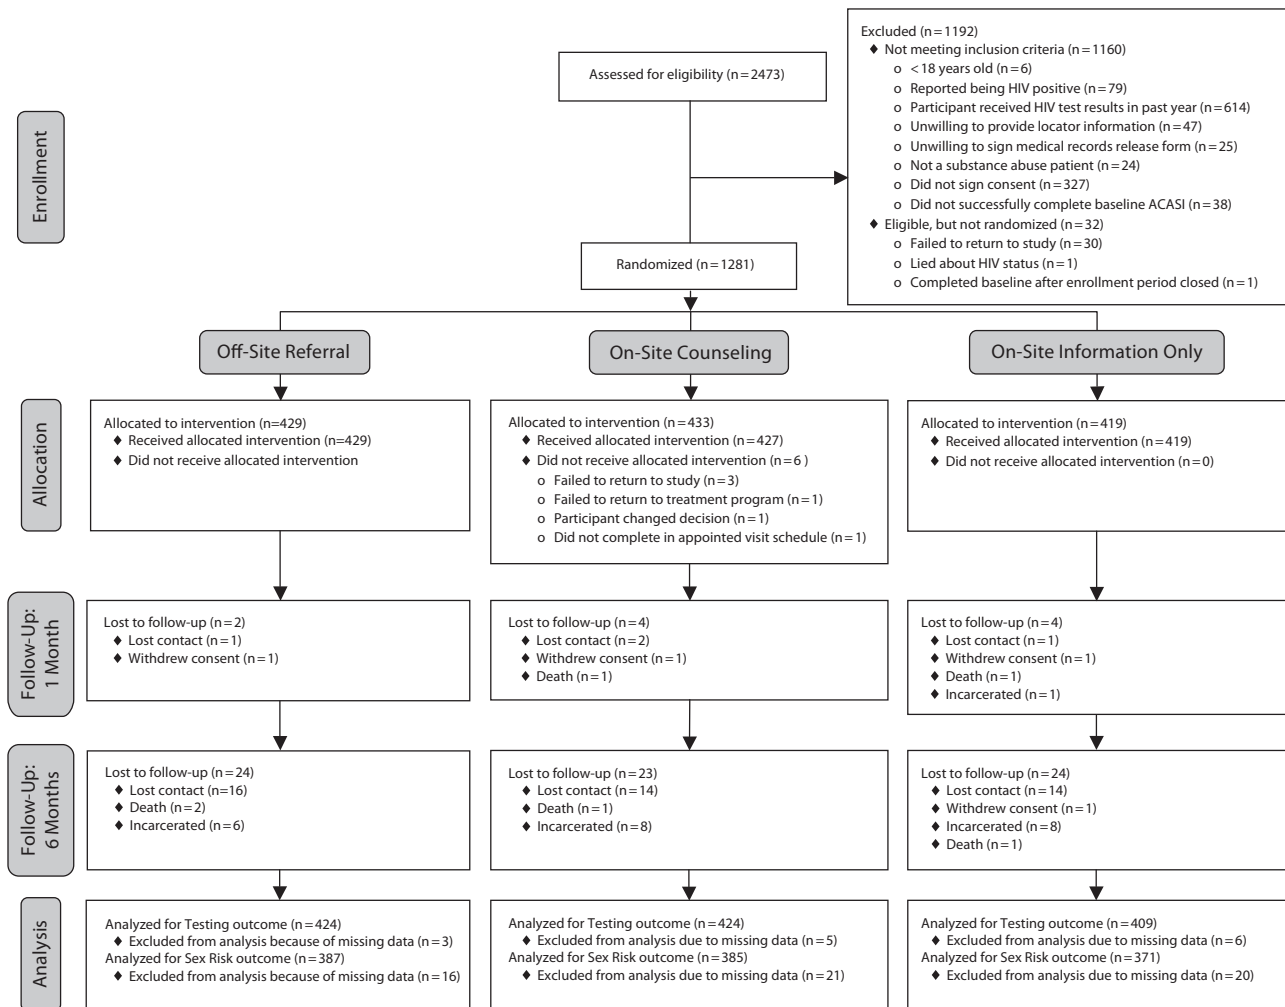 Enrollment
Assessed for eligibility (n=2473)
Excluded (n=1192)
♦ Not meeting inclusion criteria (n=1160)
o <18 years old (n=6)
o Reported being HIV positive (n=79)
o Participant received HIV test results in past year (n=614)
o Unwilling to provide locator information (n=47)
o Unwilling to sign medical records release form (n=25)
o Not a substance abuse patient (n=24)
o Did not sign consent (n=327)
o Did not successfully complete baseline ACASI (n=38)
♦ Eligible, but not randomized (n=32)
o Failed to return to study (n=30)
o Lied about HIV status (n=1)
o Completed baseline after enrollment period closed (n=1)
Randomized (n=1281)
Off-Site Referral
On-Site Counseling
On-Site Information Only
Allocation
Allocated to intervention (n=429)
♦ Received allocated intervention (n=429)
♦ Did not receive allocated intervention
Allocated to intervention (n=433)
♦ Received allocated intervention (n=427)
♦ Did not receive allocated intervention (n=6 )
o Failed to return to study (n=3)
o Failed to return to treatment program (n=1)
o Participant changed decision (n=1)
o Did not complete in appointed visit schedule (n=1)
Allocated to intervention (n=419)
♦ Received allocated intervention (n=419)
♦ Did not receive allocated intervention (n=0)
Follow-Up:
1 Month
Lost to follow-up (n=2)
♦ Lost contact (n=1)
♦ Withdrew consent (n=1)
Lost to follow-up (n=4)
♦ Lost contact (n=2)
♦ Withdrew consent (n=1)
♦ Death (n=1)
Lost to follow-up (n=4)
♦ Lost contact (n=1)
♦ Withdrew consent (n=1)
♦ Death (n=1)
♦ Incarcerated (n=1)
Follow-Up:
6 Months
Lost to follow-up (n=24)
♦ Lost contact (n=16)
♦ Death (n=2)
♦ Incarcerated (n=6)
Lost to follow-up (n=23)
♦ Lost contact (n=14)
♦ Death (n=1)
♦ Incarcerated (n=8)
Lost to follow-up (n=24)
♦ Lost contact (n=14)
♦ Withdrew consent (n=1)
♦ Incarcerated (n=8)
♦ Death (n=1)
Analysis
Analyzed for Testing outcome (n=424)
♦ Excluded from analysis because of missing data (n=3)
Analyzed for Sex Risk outcome (n=387)
♦ Excluded from analysis because of missing data (n=16)
Analyzed for Testing outcome (n=424)
♦ Excluded from analysis due to missing data (n=5)
Analyzed for Sex Risk outcome (n=385)
♦ Excluded from analysis due to missing data (n=21)
Analyzed for Testing outcome (n=409)
♦ Excluded from analysis due to missing data (n=6)
Analyzed for Sex Risk outcome (n=371)
♦ Excluded from analysis due to missing data (n=20)